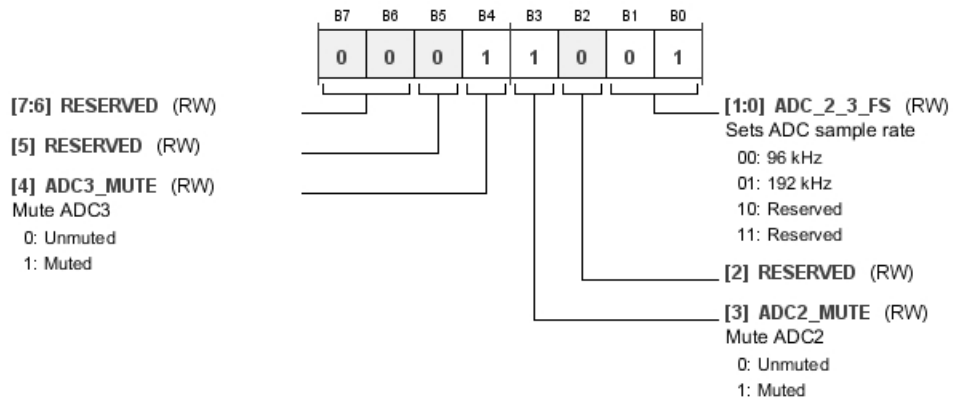 B7 B6 B5 B4 B3 B2 B1 B0
0 0 0 1 1 0 0 1
[7:6] RESERVED (RW)
[5] RESERVED (RW)
[4] ADC3_MUTE (RW)
Mute ADC3
0: Unmuted
1: Muted
[1:0] ADC_2_3_FS (RW)
Sets ADC sample rate
00: 96 kHz
01: 192 kHz
10: Reserved
11: Reserved
[2] RESERVED (RW)
[3] ADC2_MUTE (RW)
Mute ADC2
0: Unmuted
1: Muted